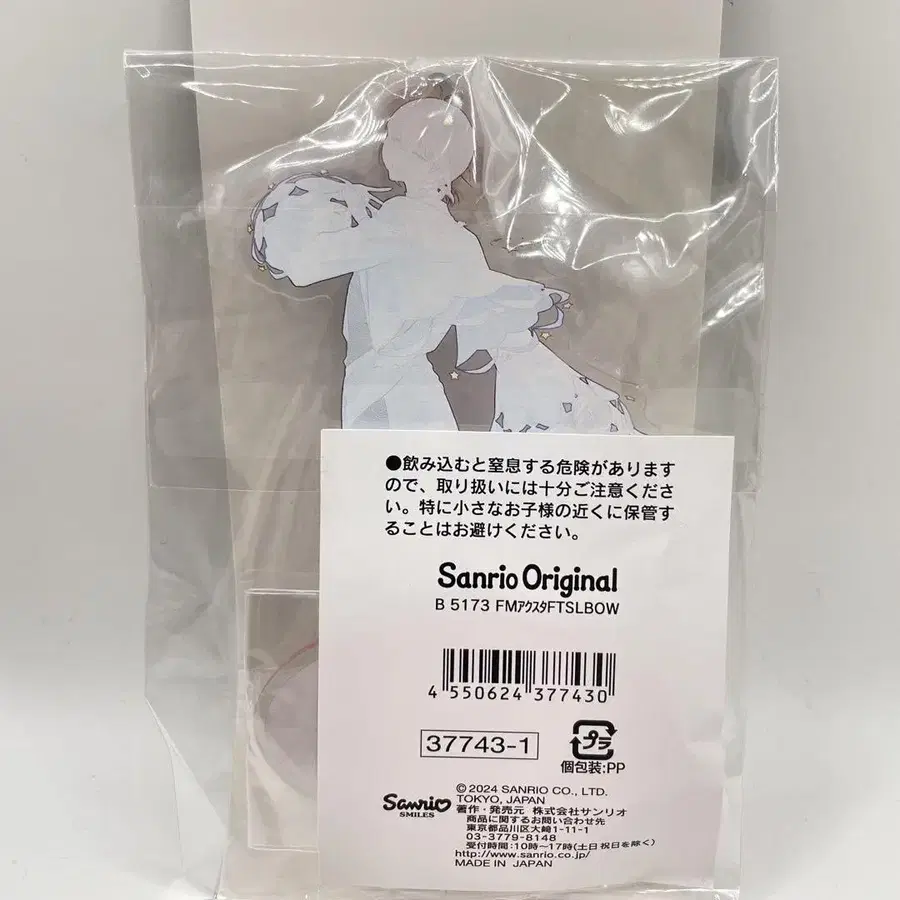 ●飲み込むと窒息する危険がありますので、取り扱いには十分ご注意ください。特に小さなお子様の近くに保管することはお避けください。
Sanrio Original
B 5173 FMアクスタFTSLBOW
4 550624 377430
37743-1
プラ
個包装:PP
Sanrio
SMILES
© 2024 SANRIO CO., LTD.
TOKYO, JAPAN
著作・発売元 株式会社サンリオ
商品に関するお問い合わせ先
東京都品川区大崎1-11-1
03-3779-8148
受付時間:10時~17時(土日祝日を除く)
http://www.sanrio.co.jp/
MADE IN JAPAN